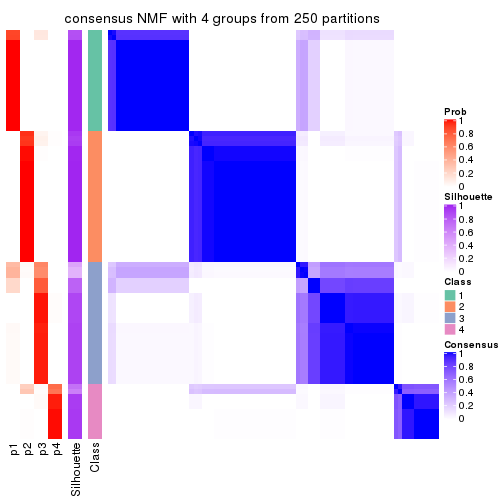 consensus NMF with 4 groups from 250 partitions
Prob
1
0.8
0.6
0.4
0.2
0
Silhouette
1
0.8
0.6
0.4
0.2
0
Class
1
2
3
4
Consensus
1
0.8
0.6
0.4
0.2
0
p1
p2
p3
p4
Silhouette
Class